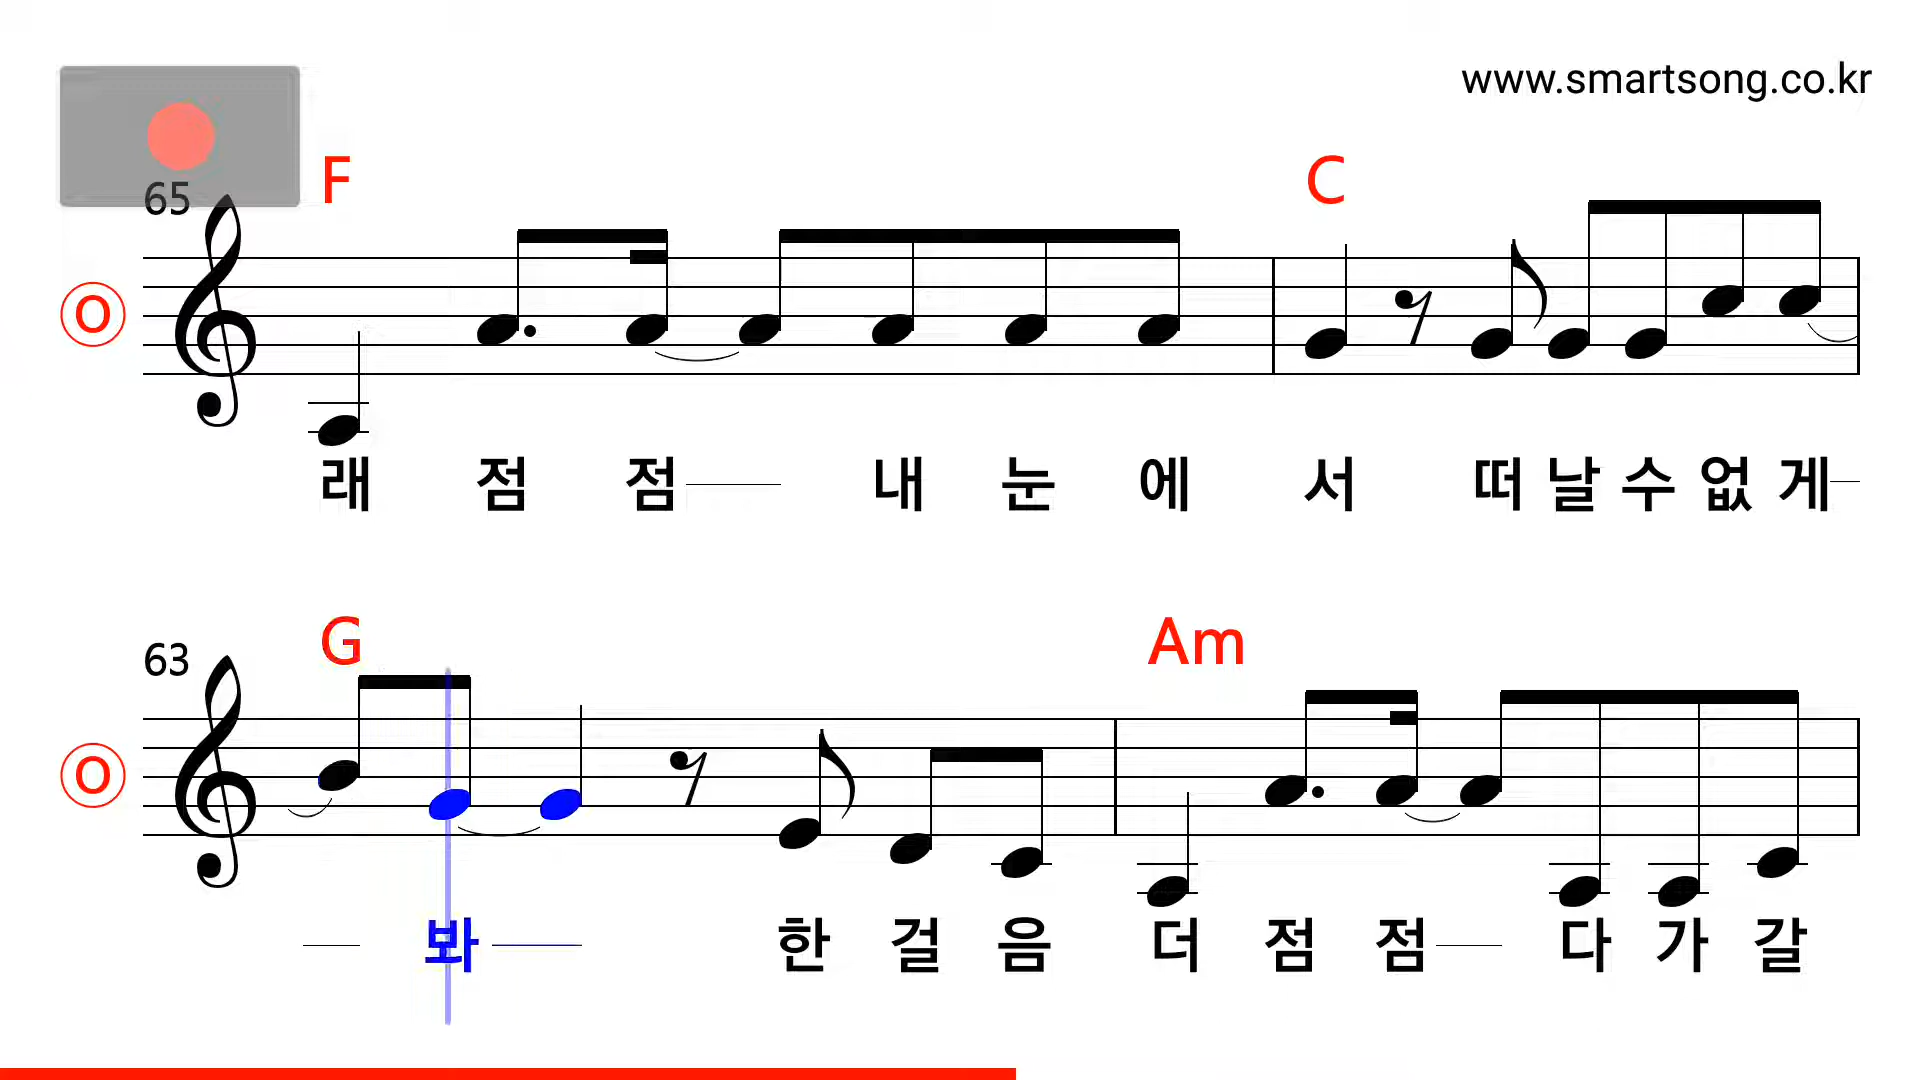 www.smartsong.co.kr
F C
65
O
래 점 점 내 눈 에 서 떠 날 수 없 게
G Am
63
O
봐 한 걸 음 더 점 점 다 가 갈